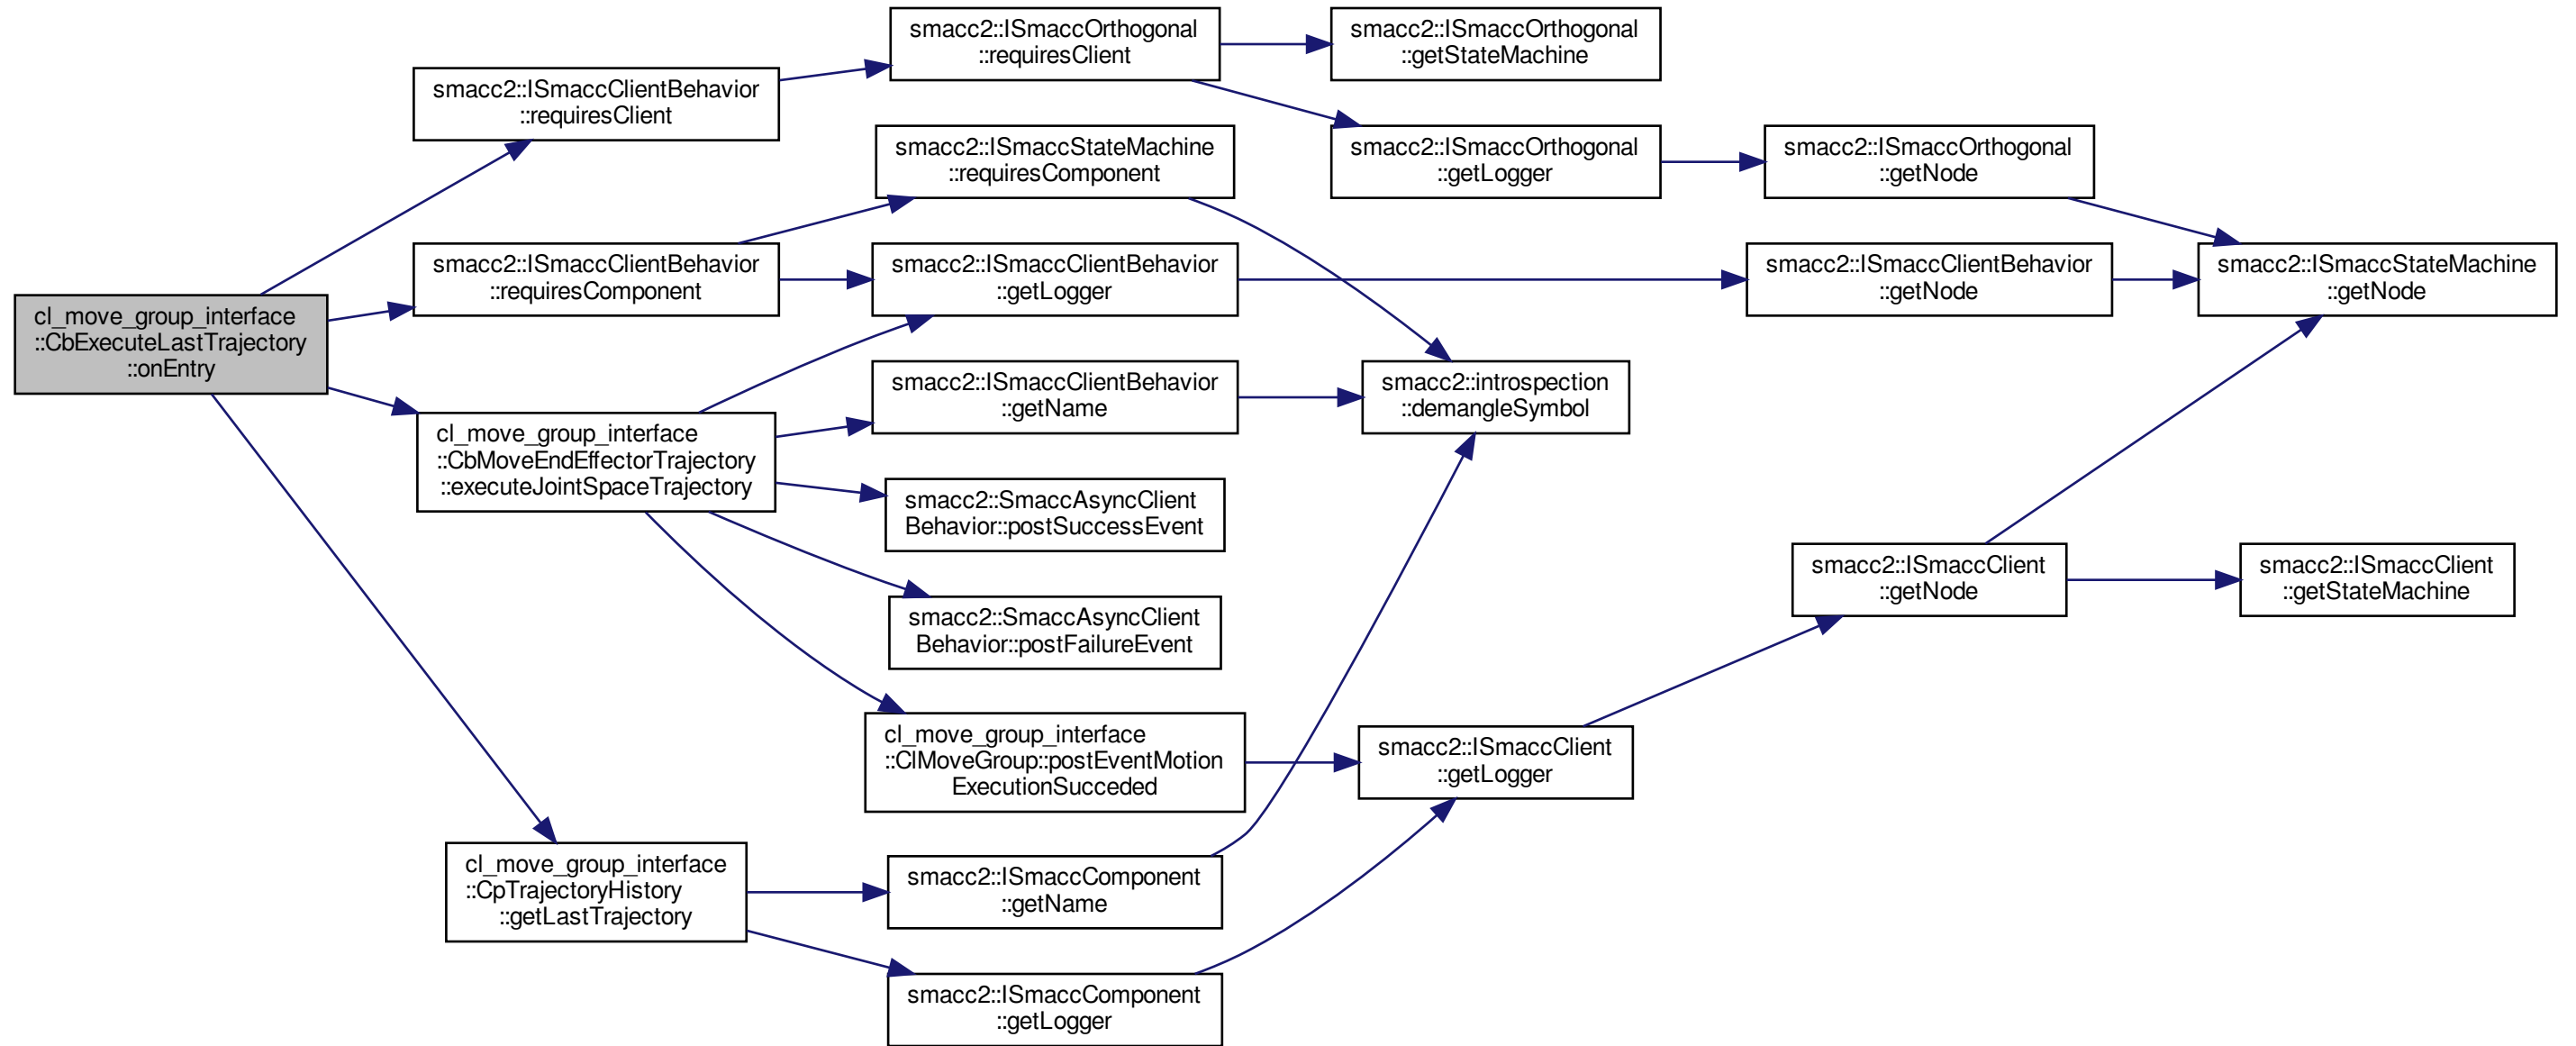 cl_move_group_interface
::CbExecuteLastTrajectory
::onEntry
smacc2::ISmaccClientBehavior
::requiresClient
smacc2::ISmaccOrthogonal
::requiresClient
smacc2::ISmaccOrthogonal
::getStateMachine
smacc2::ISmaccOrthogonal
::getLogger
smacc2::ISmaccOrthogonal
::getNode
smacc2::ISmaccStateMachine
::getNode
smacc2::ISmaccClientBehavior
::requiresComponent
smacc2::ISmaccStateMachine
::requiresComponent
smacc2::ISmaccClientBehavior
::getLogger
smacc2::ISmaccClientBehavior
::getNode
smacc2::introspection
::demangleSymbol
cl_move_group_interface
::CbMoveEndEffectorTrajectory
::executeJointSpaceTrajectory
smacc2::ISmaccClientBehavior
::getName
smacc2::SmaccAsyncClient
Behavior::postSuccessEvent
smacc2::SmaccAsyncClient
Behavior::postFailureEvent
cl_move_group_interface
::ClMoveGroup::postEventMotion
ExecutionSucceded
smacc2::ISmaccClient
::getLogger
smacc2::ISmaccClient
::getNode
smacc2::ISmaccClient
::getStateMachine
cl_move_group_interface
::CpTrajectoryHistory
::getLastTrajectory
smacc2::ISmaccComponent
::getName
smacc2::ISmaccComponent
::getLogger